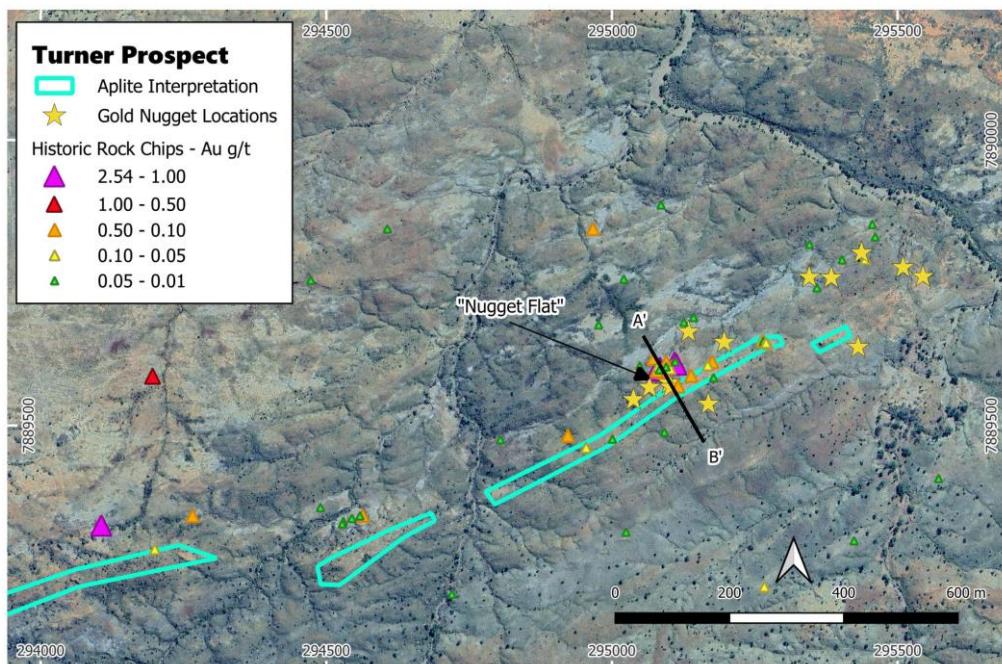 294500
295000
295500
Turner Prospect
Aplite Interpretation
Gold Nugget Locations
Historic Rock Chips - Au g/t
2.54 - 1.00
1.00 - 0.50
0.50 - 0.10
0.10 - 0.05
0.05 - 0.01
7890000
"Nugget Flat"
A'
B'
7889500
7889500
0 200 400 600 m
294000
294500
295000
295500